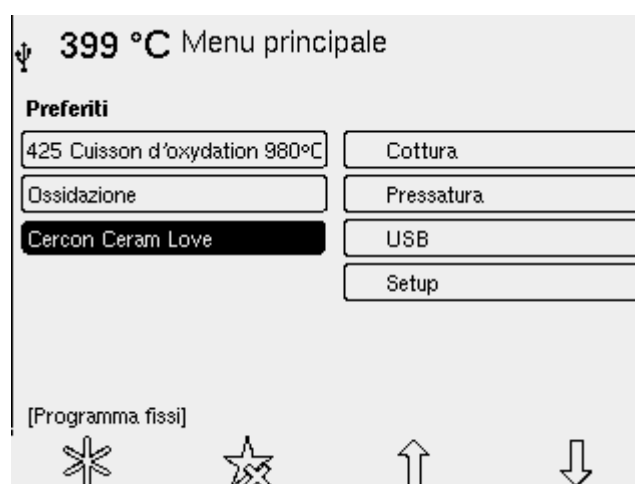 399 °C Menu principale
Preferiti
425 Cuisson d'oxydation 980°C
Ossidazione
Cercon Ceram Love
Cottura
Pressatura
USB
Setup
[Programma fissi]